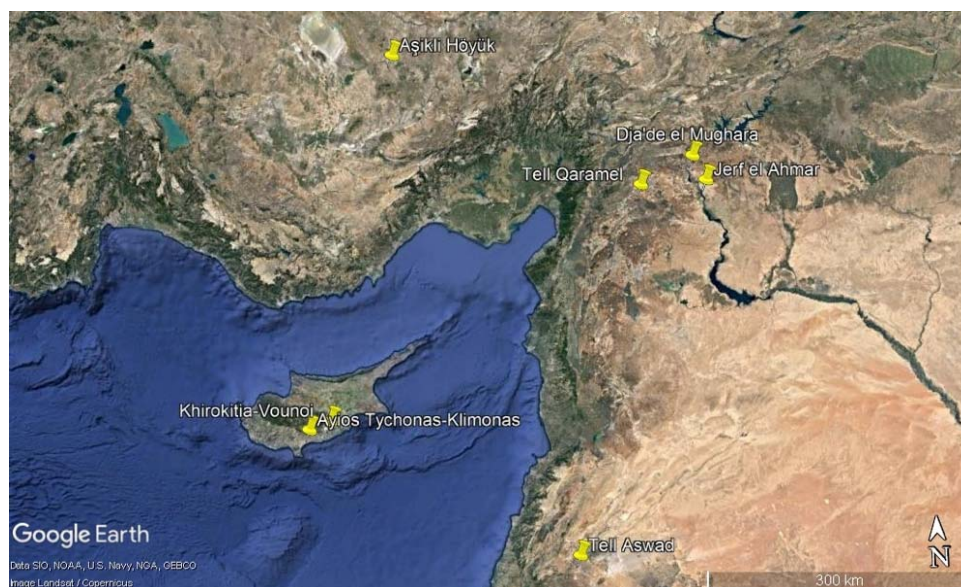 Aşikli Höyük
Dja'de el Mughara
Tell Qaramel
Jerf el Ahmar
Khirokitia-Vounoi
Ayios Tychonas-Klimonas
Tell Aswad
Google Earth
N
Data SIO, NOAA, U.S. Navy, NGA, GEBCO
Image Landsat / Copernicus
300 km